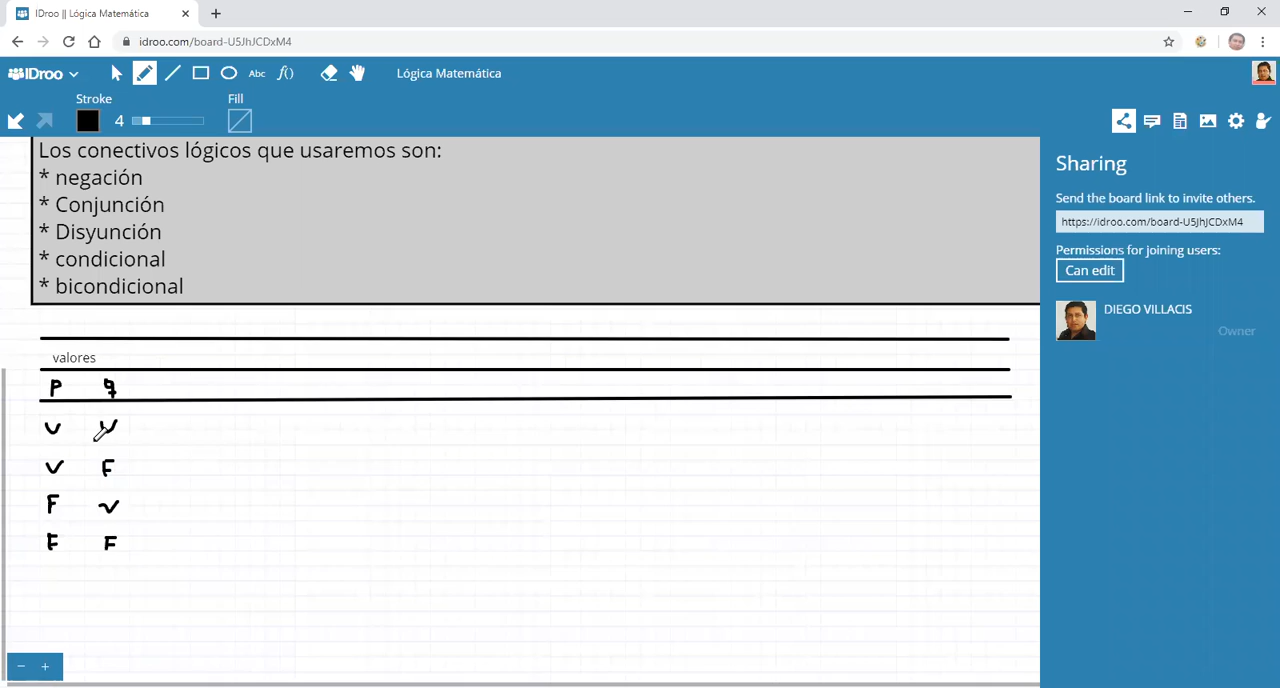 IDroo || Lógica Matemática
idroo.com/board-U5JhJCDxM4
IDroo Abc f() Lógica Matemática
Stroke Fill
4
Los conectivos lógicos que usaremos son:
* negación
* Conjunción
* Disyunción
* condicional
* bicondicional
valores
P q
V V
V F
F V
F F
Sharing
Send the board link to invite others.
https://idroo.com/board-U5JhJCDxM4
Permissions for joining users:
Can edit
DIEGO VILLACIS
Owner